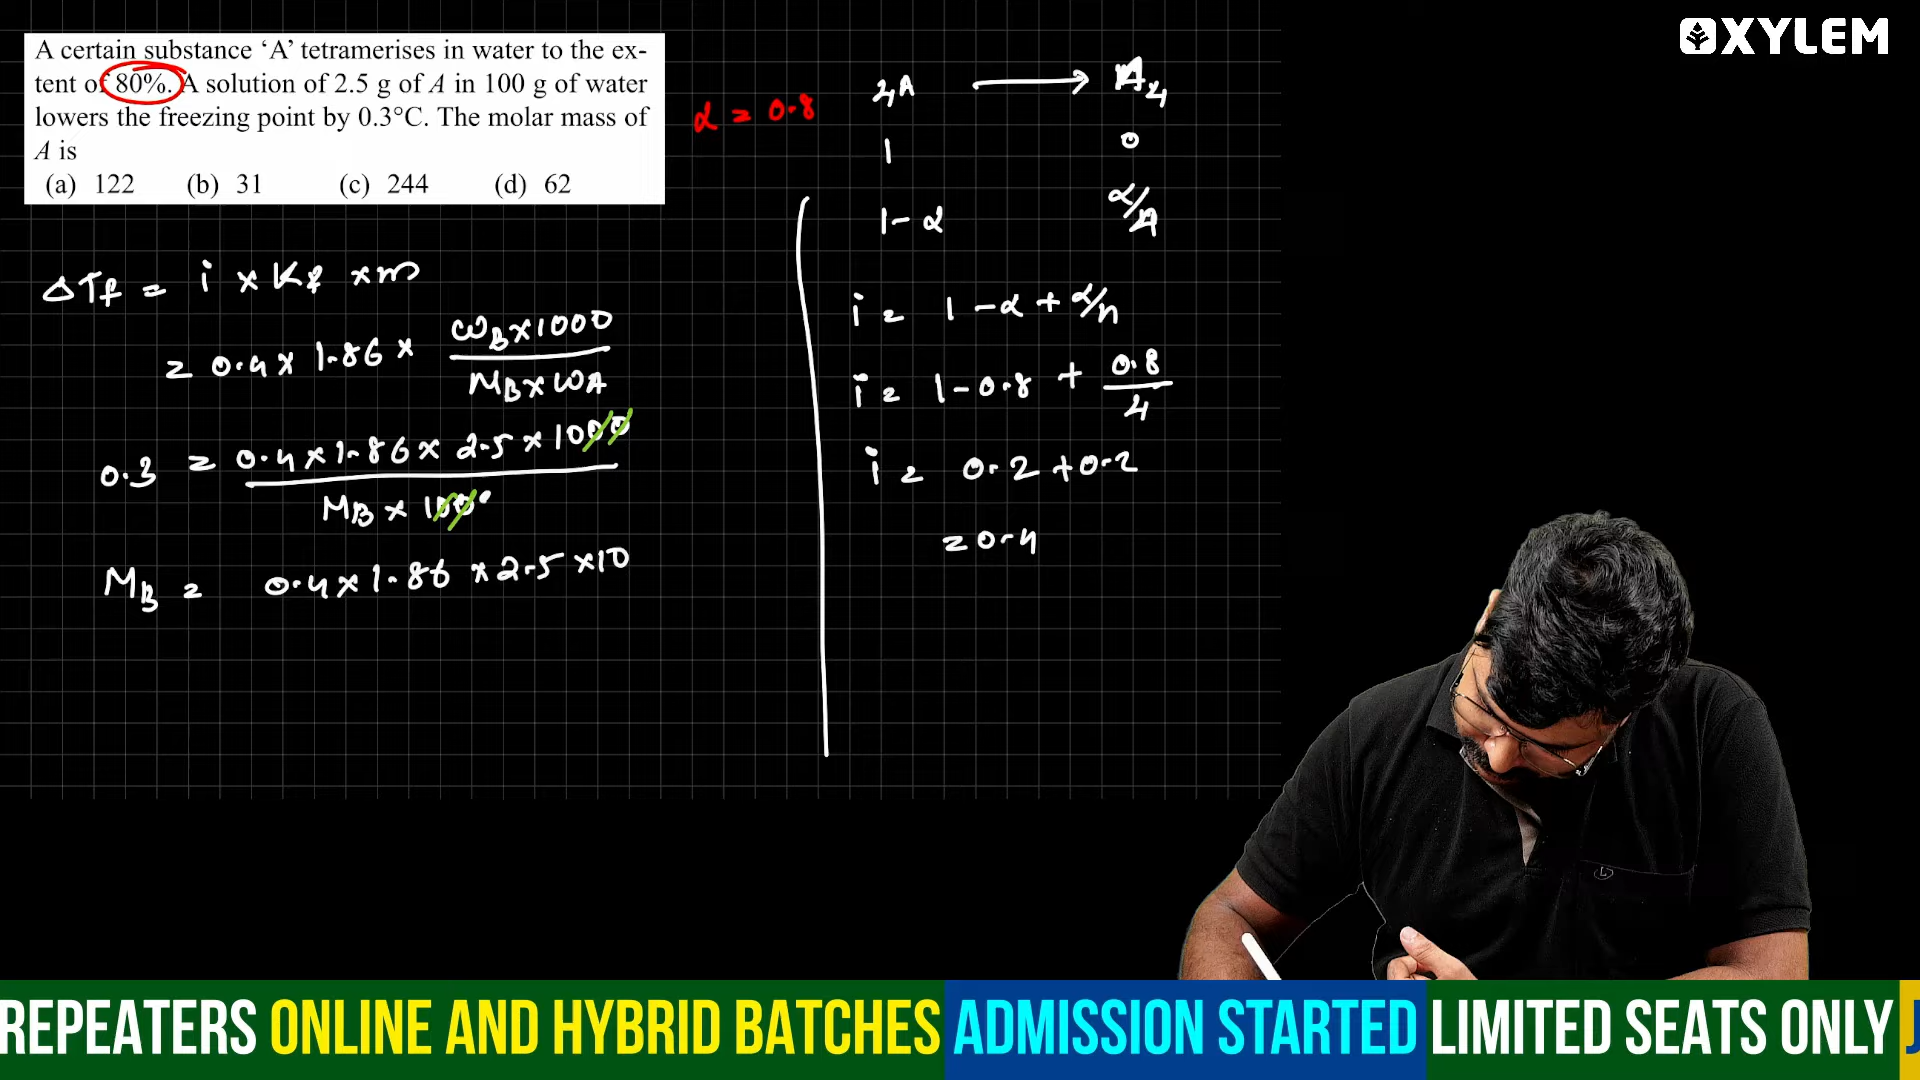 OXYLEM
A certain substance ‘A’ tetramerises in water to the ex-
tent of 80%. A solution of 2.5 g of A in 100 g of water
lowers the freezing point by 0.3°C. The molar mass of
A is
(a) 122 (b) 31 (c) 244 (d) 62
α = 0.8
4A ⟶ A4
1 0
1-α α/4
ΔTf = i × Kf × m
= 0.4 × 1.86 × WB×1000 / MB×WA
0.3 = 0.4×1.86×2.5×1000 / MB×100
MB = 0.4×1.86×2.5×10
i = 1-α+α/n
i = 1-0.8 + 0.8/4
i = 0.2+0.2
= 0.4
REPEATERS ONLINE AND HYBRID BATCHES ADMISSION STARTED LIMITED SEATS ONLY